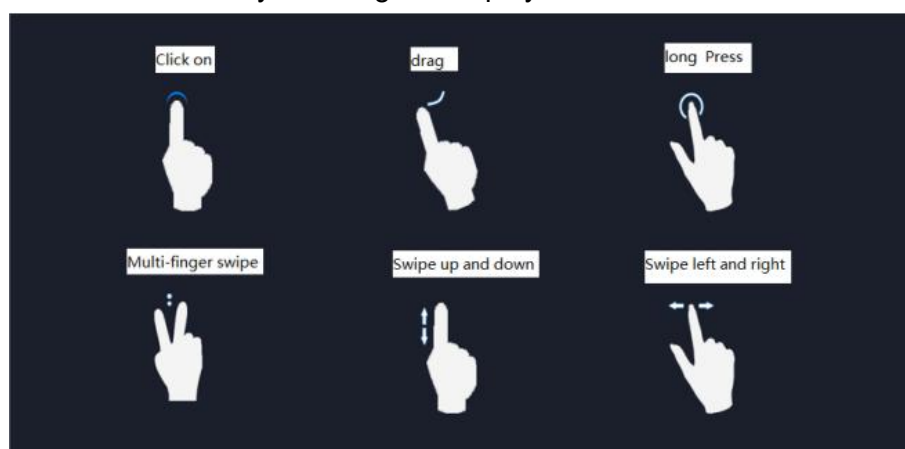 Click on
drag
long Press
Multi-finger swipe
Swipe up and down
Swipe left and right